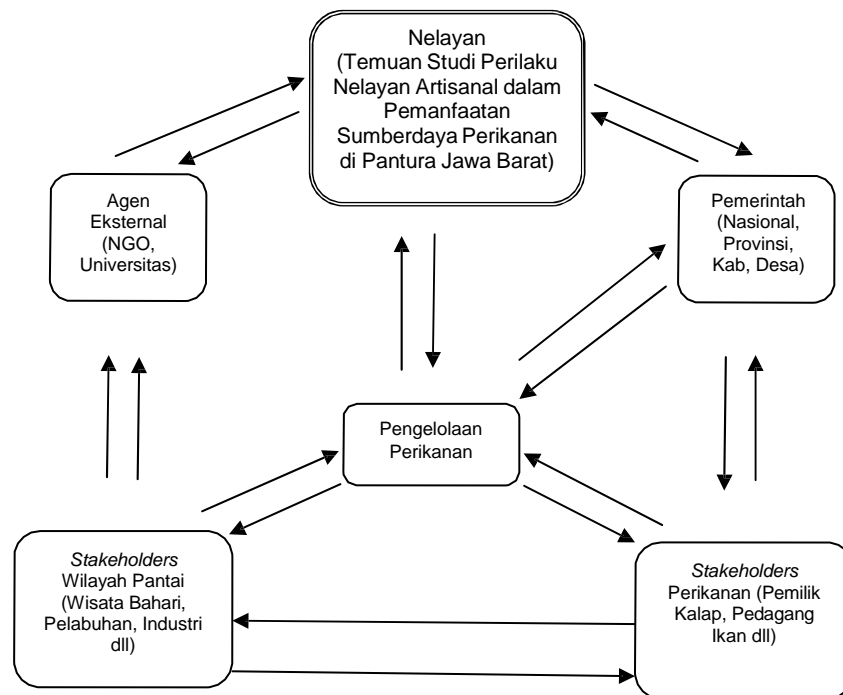 Nelayan
(Temuan Studi Perilaku
Nelayan Artisanal dalam
Pemanfaatan
Sumberdaya Perikanan
di Pantura Jawa Barat)
Agen
Eksternal
(NGO,
Universitas)
Pemerintah
(Nasional,
Provinsi,
Kab, Desa)
Pengelolaan
Perikanan
Stakeholders
Wilayah Pantai
(Wisata Bahari,
Pelabuhan, Industri
dll)
Stakeholders
Perikanan (Pemilik
Kalap, Pedagang
Ikan dll)